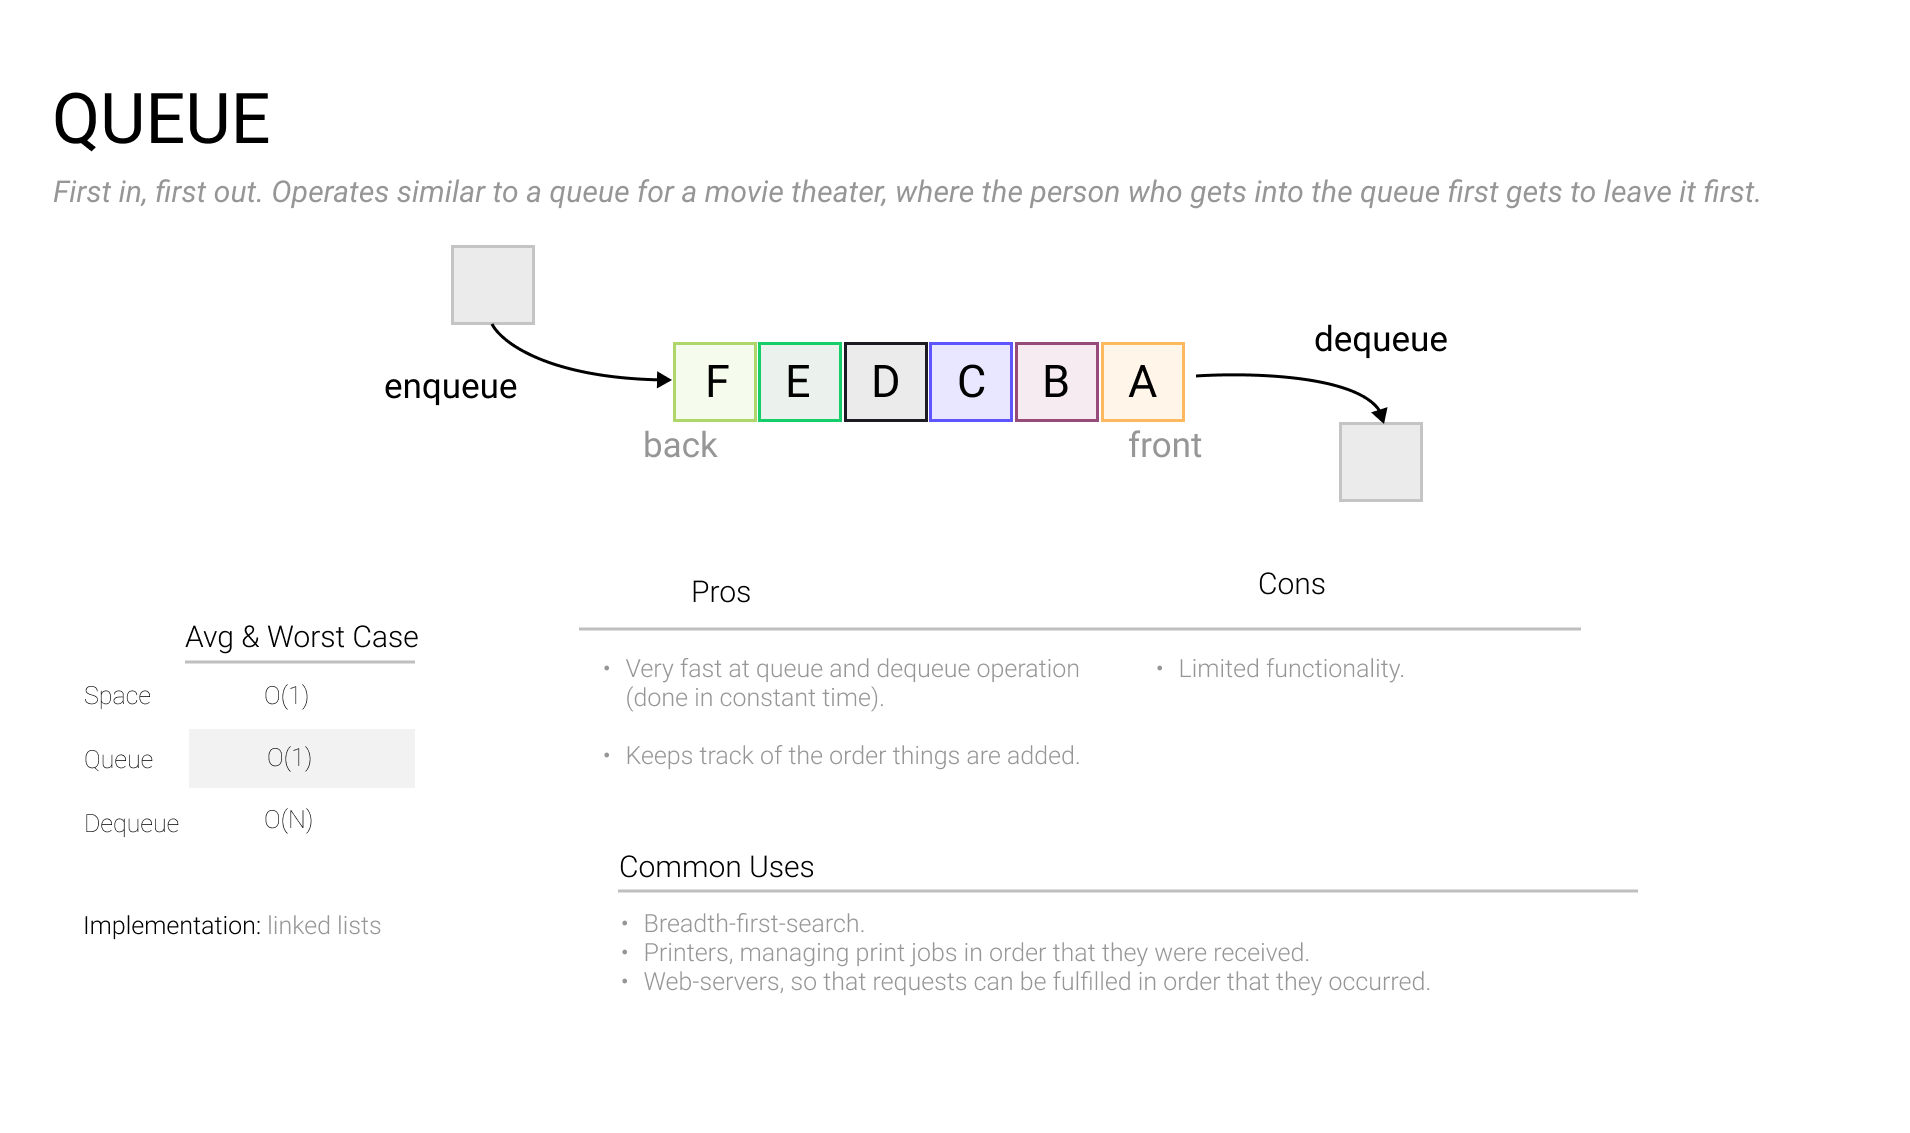 QUEUE
First in, first out. Operates similar to a queue for a movie theater, where the person who gets into the queue first gets to leave it first.
dequeue
enqueue
F E D C B A
back front
Pros Cons
Avg & Worst Case
• Very fast at queue and dequeue operation
(done in constant time).
• Limited functionality.
Space O(1)
• Keeps track of the order things are added.
Queue O(1)
Dequeue O(N)
Common Uses
Implementation: linked lists
• Breadth-first-search.
• Printers, managing print jobs in order that they were received.
• Web-servers, so that requests can be fulfilled in order that they occurred.